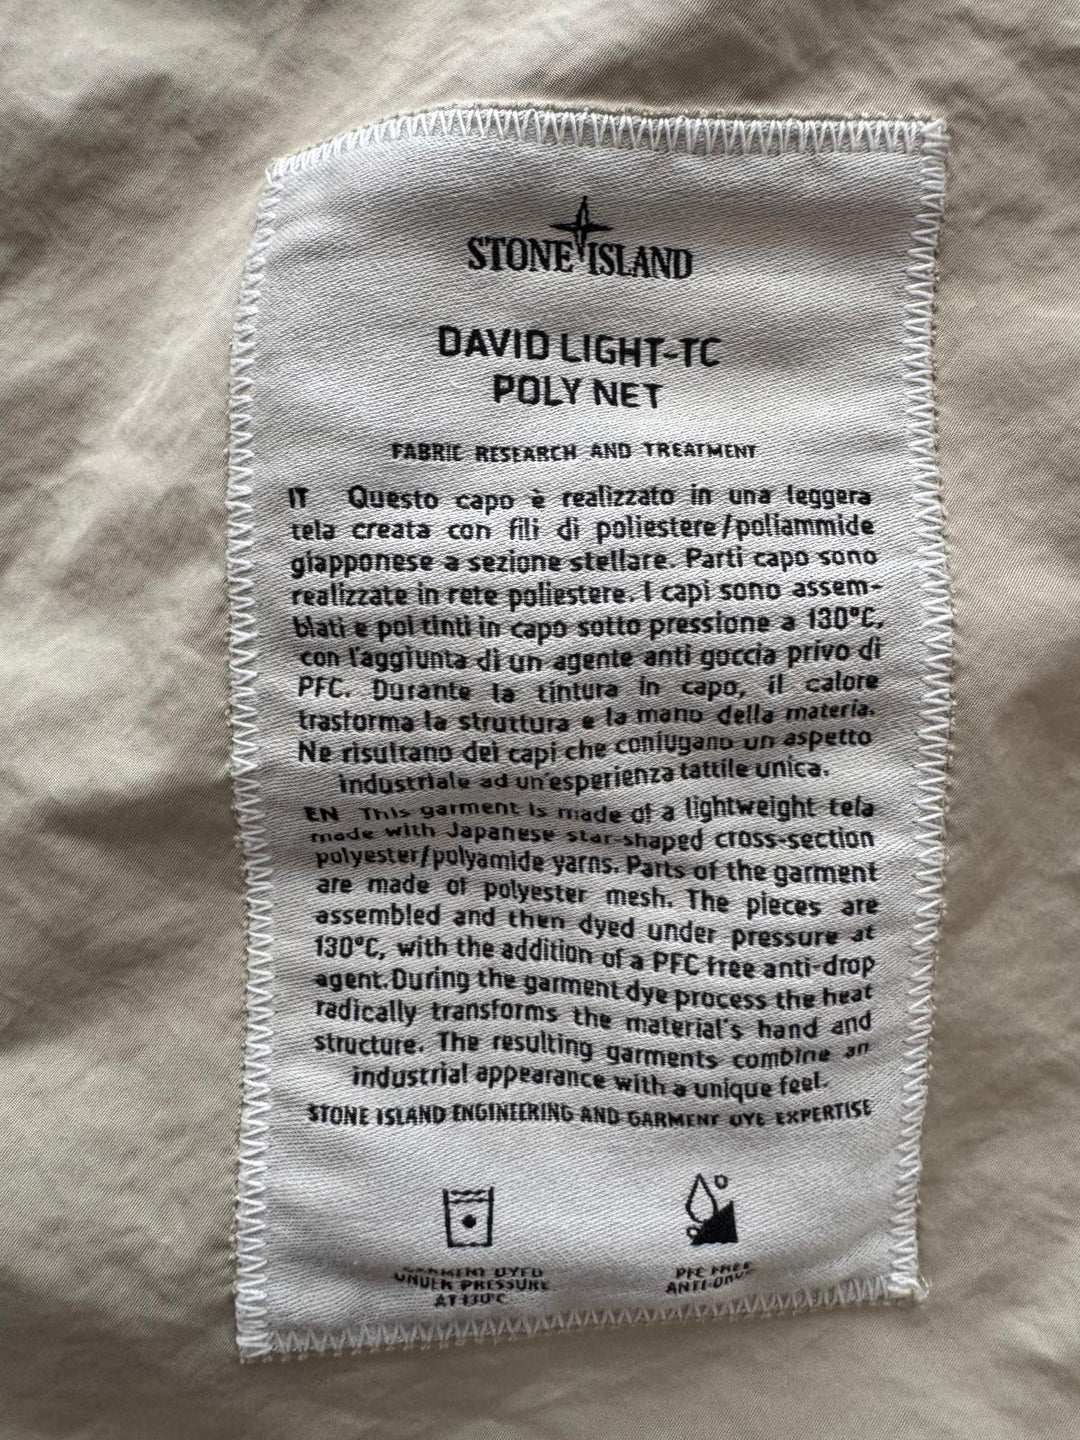 STONE ISLAND
DAVID LIGHT-TC
POLY NET
FABRIC RESEARCH AND TREATMENT
IT Questo capo è realizzato in una leggera
tela creata con fili di poliestere/poliammide
giapponese a sezione stellare. Parti capo sono
realizzate in rete poliestere. I capi sono assem-
blati e poi tinti in capo sotto pressione a 130°C,
con l'aggiunta di un agente anti goccia privo di
PFC. Durante la tintura in capo, il calore
trasforma la struttura e la mano della materia.
Ne risultano dei capi che coniugano un aspetto
industriale ad un'esperienza tattile unica.
EN This garment is made of a lightweight tela
made with Japanese star-shaped cross-section
polyester/polyamide yarns. Parts of the garment
are made of polyester mesh. The pieces are
assembled and then dyed under pressure at
130°C, with the addition of a PFC free anti-drop
agent. During the garment dye process the heat
radically transforms the material's hand and
structure. The resulting garments combine an
industrial appearance with a unique feel.
STONE ISLAND ENGINEERING AND GARMENT DYE EXPERTISE
GARMENT DYED
UNDER PRESSURE
AT 130°C
PFC FREE
ANTI-DROP